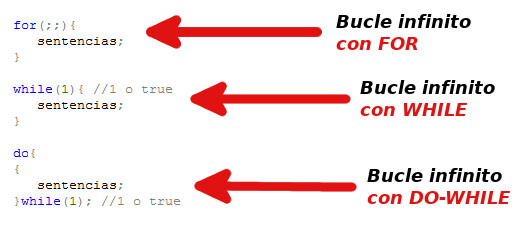 for(;;){
sentencias;
}
Bucle infinito
con FOR
while(1){ //1 o true
sentencias;
}
Bucle infinito
con WHILE
do{
{
sentencias;
}while(1); //1 o true
Bucle infinito
con DO-WHILE